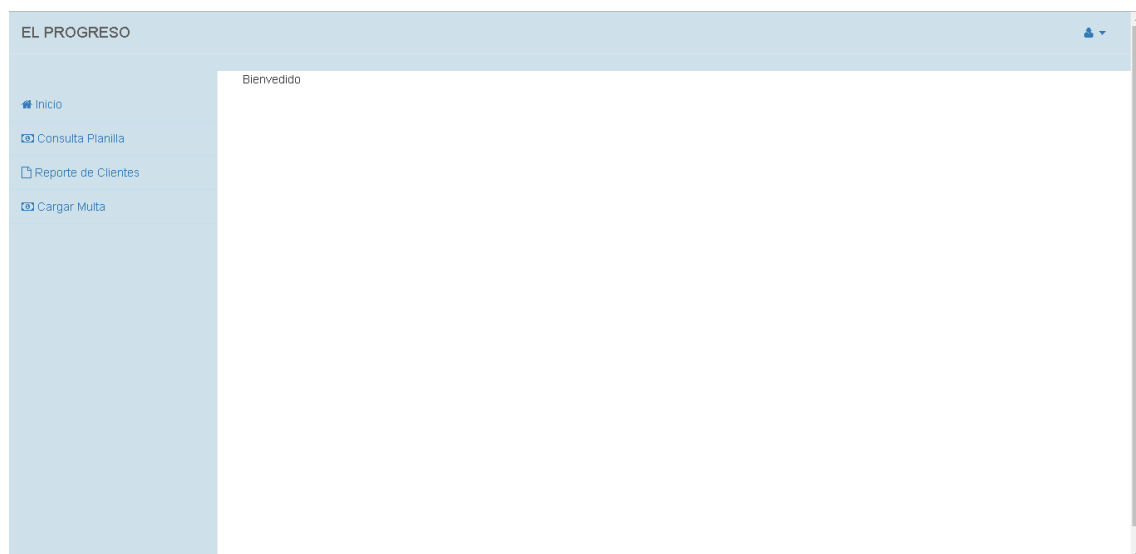 EL PROGRESO
Bienvedido
Inicio
Consulta Planilla
Reporte de Clientes
Cargar Multa